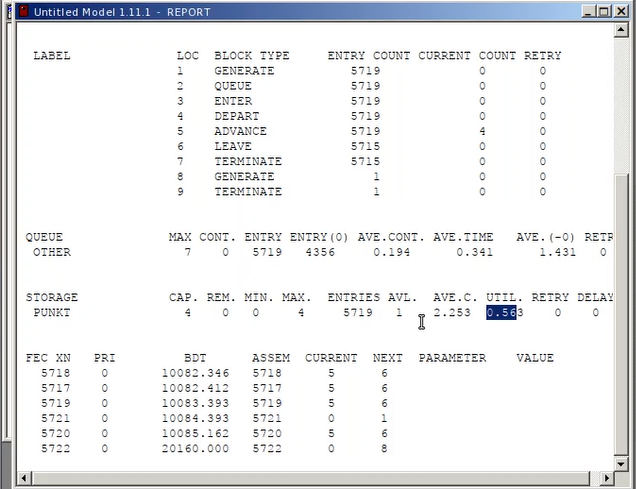 Untitled Model 1.11.1 - REPORT
LABEL LOC BLOCK TYPE ENTRY COUNT CURRENT COUNT RETRY
1 GENERATE 5719 0 0
2 QUEUE 5719 0 0
3 ENTER 5719 0 0
4 DEPART 5719 0 0
5 ADVANCE 5719 4 0
6 LEAVE 5715 0 0
7 TERMINATE 5715 0 0
8 GENERATE 1 0 0
9 TERMINATE 1 0 0
QUEUE MAX CONT. ENTRY ENTRY(0) AVE.CONT. AVE.TIME AVE.(-0) RETR
OTHER 7 0 5719 4356 0.194 0.341 1.431 0
STORAGE CAP. REM. MIN. MAX. ENTRIES AVL. AVE.C. UTIL. RETRY DELAY
PUNKT 4 0 0 4 5719 1 2.253 0.563 0 0
FEC XN PRI BDT ASSEM CURRENT NEXT PARAMETER VALUE
5718 0 10082.346 5718 5 6
5717 0 10082.412 5717 5 6
5719 0 10083.393 5719 5 6
5721 0 10084.393 5721 0 1
5720 0 10085.162 5720 5 6
5722 0 20160.000 5722 0 8